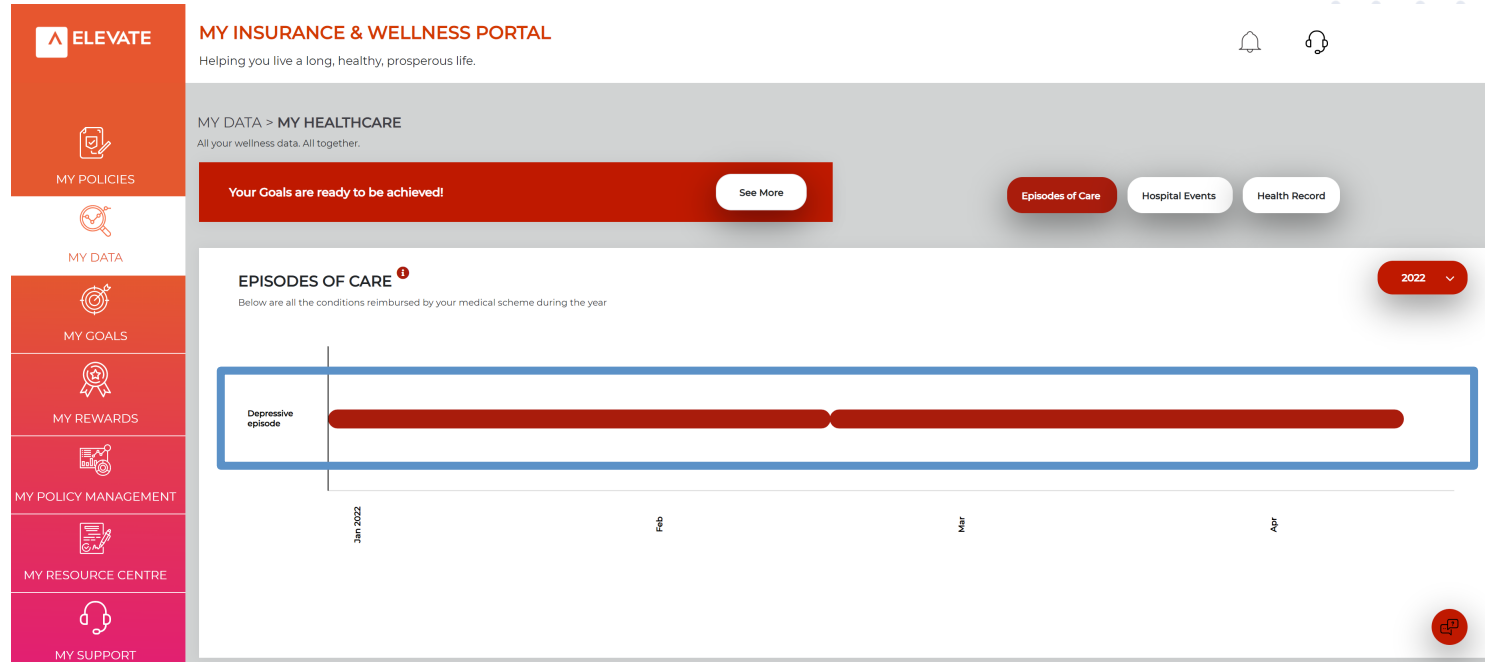 ELEVATE
MY INSURANCE & WELLNESS PORTAL
Helping you live a long, healthy, prosperous life.
MY POLICIES
MY DATA
MY GOALS
MY REWARDS
MY POLICY MANAGEMENT
MY RESOURCE CENTRE
MY SUPPORT
MY DATA > MY HEALTHCARE
All your wellness data. All together.
Your Goals are ready to be achieved!
See More
Episodes of Care
Hospital Events
Health Record
EPISODES OF CARE
Below are all the conditions reimbursed by your medical scheme during the year
2022
Depressive
episode
Jan 2022
Feb
Mar
Apr